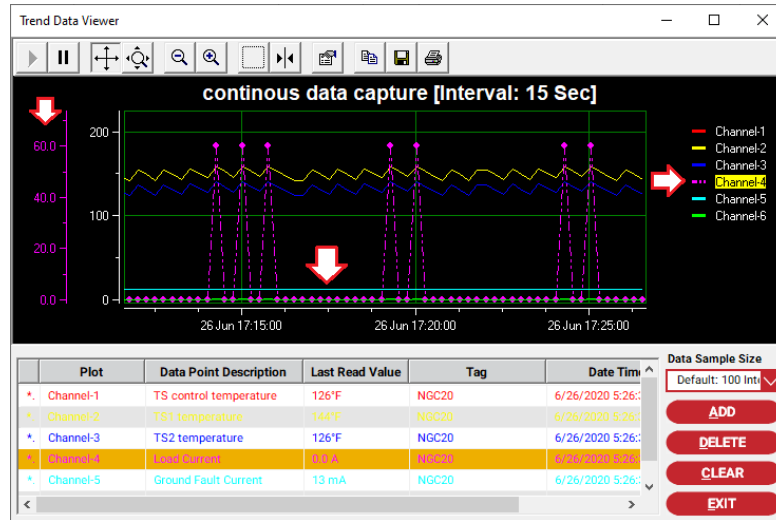 Trend Data Viewer
continous data capture [Interval: 15 Sec]
60.0
40.0
20.0
0.0
200
100
0
26 Jun 17:15:00
26 Jun 17:20:00
26 Jun 17:25:00
Channel-1
Channel-2
Channel-3
Channel-4
Channel-5
Channel-6
Plot Data Point Description Last Read Value Tag Date Time
*. Channel-1 TS control temperature 126°F NGC20 6/26/2020 5:26:
*. Channel-2 TS1 temperature 144°F NGC20 6/26/2020 5:26:
*. Channel-3 TS2 temperature 126°F NGC20 6/26/2020 5:26:
*. Channel-4 Load Current 0.0 A NGC20 6/26/2020 5:26:
*. Channel-5 Ground Fault Current 13 mA NGC20 6/26/2020 5:26:
Data Sample Size
Default: 100 Int
ADD
DELETE
CLEAR
EXIT